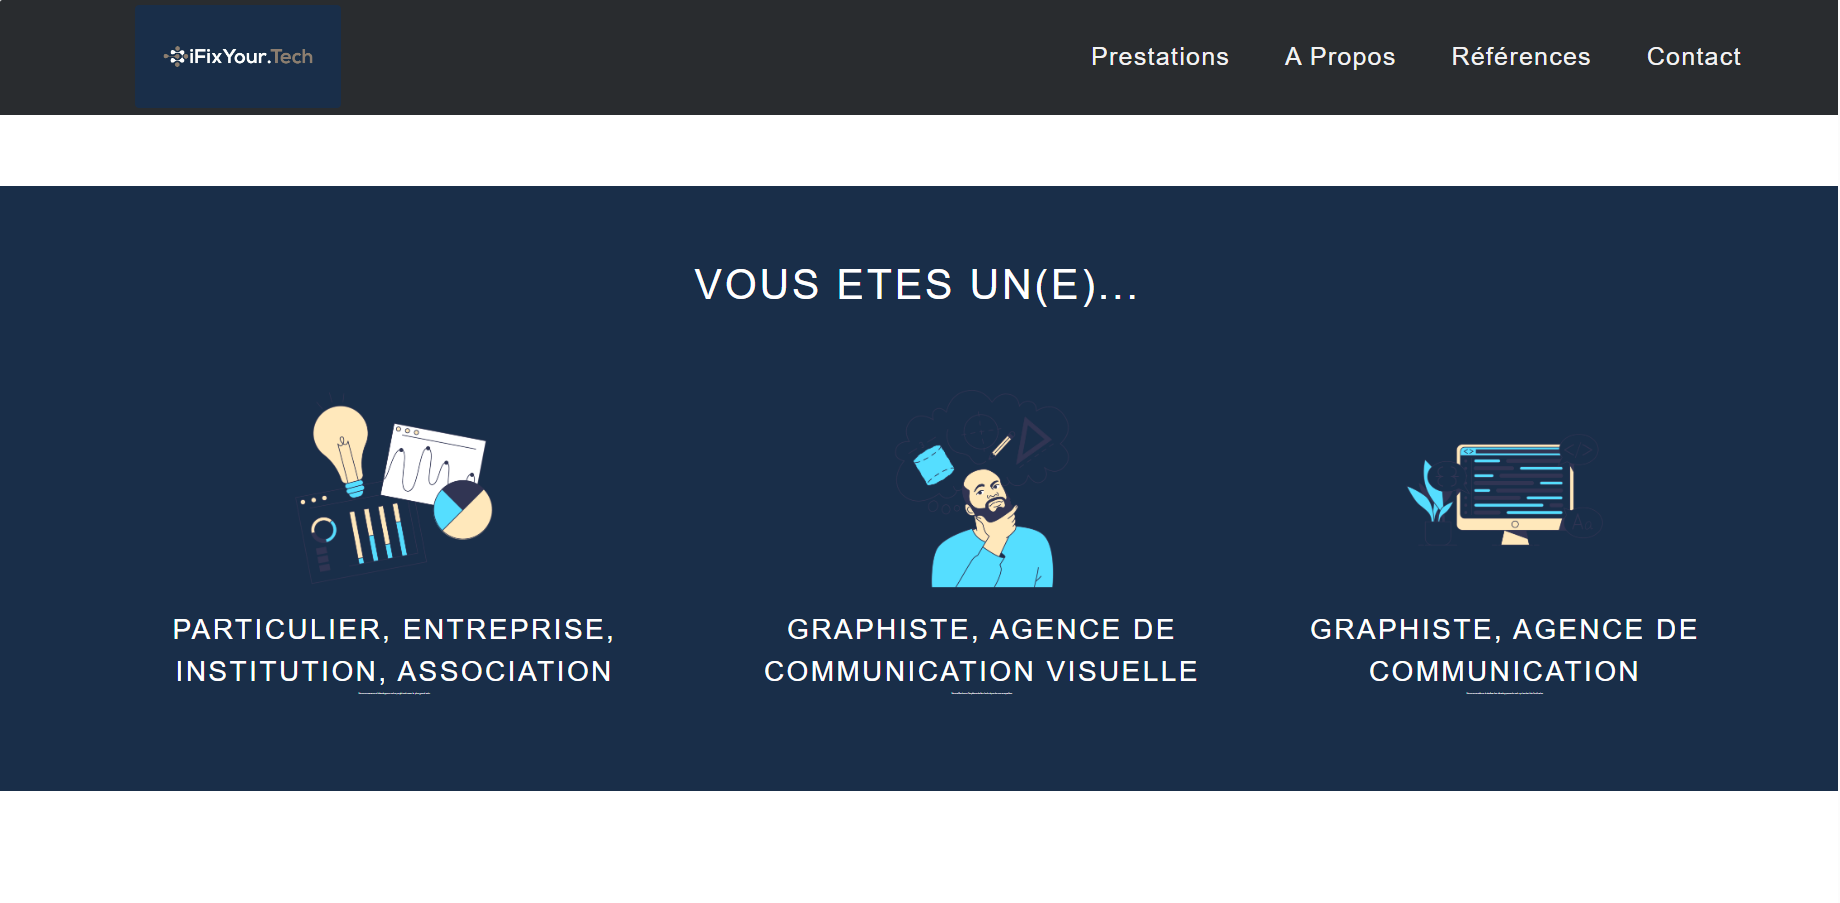 iFixYour.Tech
Prestations
A Propos
Références
Contact
VOUS ETES UN(E)...
PARTICULIER, ENTREPRISE,
INSTITUTION, ASSOCIATION
GRAPHISTE, AGENCE DE
COMMUNICATION VISUELLE
GRAPHISTE, AGENCE DE
COMMUNICATION